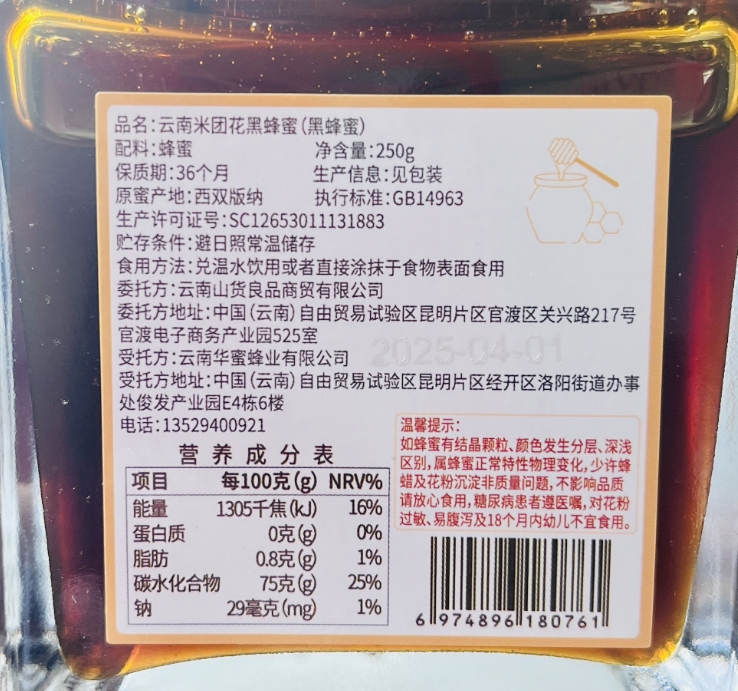 品名:云南米团花黑蜂蜜(黑蜂蜜)
配料:蜂蜜 净含量:250g
保质期:36个月 生产信息:见包装
原蜜产地:西双版纳 执行标准:GB14963
生产许可证号:SC12653011131883
贮存条件:避日照常温储存
食用方法:兑温水饮用或者直接涂抹于食物表面食用
委托方:云南山货良品商贸有限公司
委托方地址:中国(云南)自由贸易试验区昆明片区官渡区关兴路217号
官渡电子商务产业园525室
受托方:云南华蜜蜂业有限公司
2025-04-01
受托方地址:中国(云南)自由贸易试验区昆明片区经开区洛阳街道办事
处俊发产业园E4栋6楼
电话:13529400921
营养成分表
项目 每100克(g) NRV%
能量 1305千焦(kJ) 16%
蛋白质 0克(g) 0%
脂肪 0.8克(g) 1%
碳水化合物 75克(g) 25%
钠 29毫克(mg) 1%
温馨提示:
如蜂蜜有结晶颗粒、颜色发生分层、深浅
区别,属蜂蜜正常特性物理变化,少许蜂
蜡及花粉沉淀非质量问题,不影响品质
请放心食用,糖尿病患者遵医嘱,对花粉
过敏、易腹泻及18个月内幼儿不宜食用。
6 974896 180761